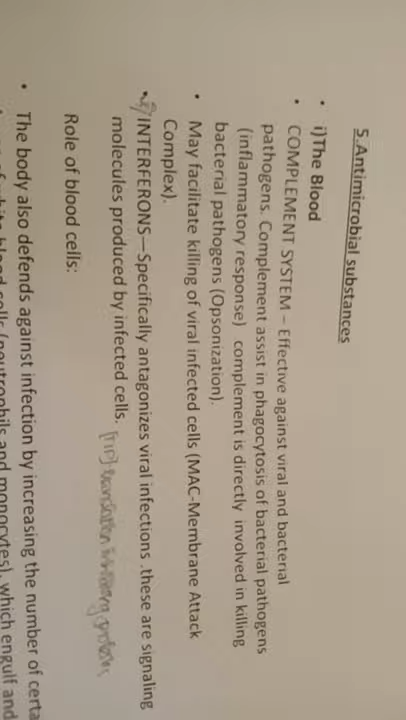 5.Antimicrobial substances
• i)The Blood
• COMPLEMENT SYSTEM – Effective against viral and bacterial
pathogens. Complement assist in phagocytosis of bacterial pathogens
(inflammatory response) complement is directly involved in killing
bacterial pathogens (Opsonization).
• May facilitate killing of viral infected cells (MAC-Membrane Attack
Complex).
• INTERFERONS—Specifically antagonizes viral infections .these are signaling
molecules produced by infected cells.
Role of blood cells:
• The body also defends against infection by increasing the number of certa
blood cells (neutrophils and monocytes), which engulf and